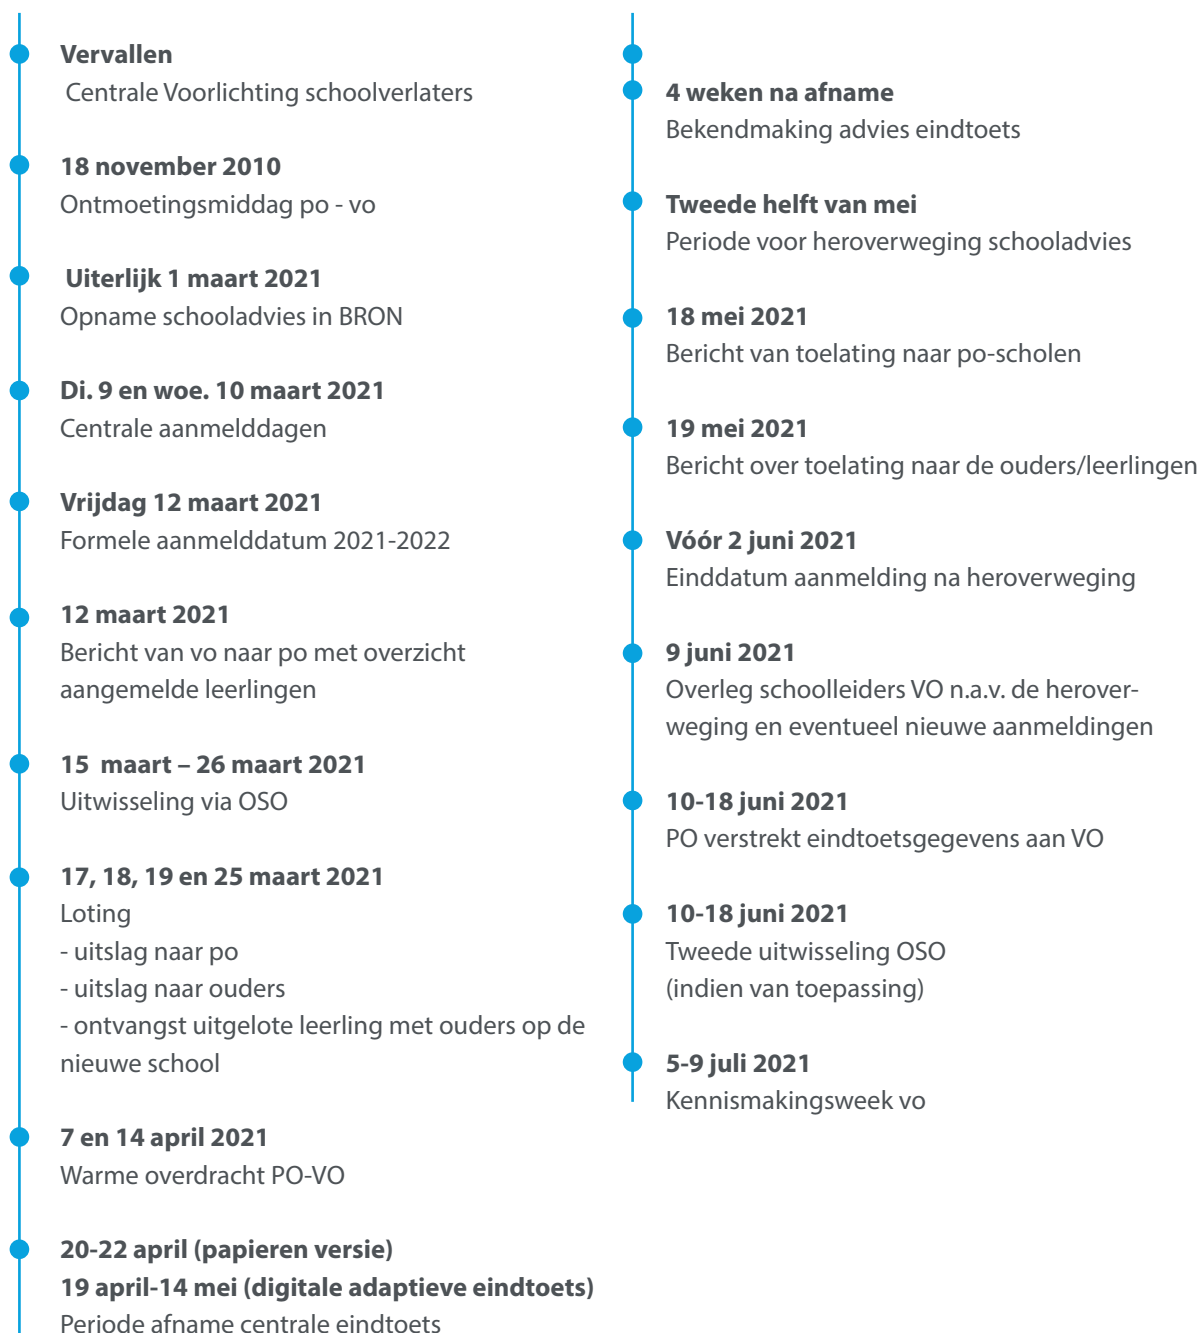 Vervallen
Centrale Voorlichting schoolverlaters
18 november 2010
Ontmoetingsmiddag po - vo
Uiterlijk 1 maart 2021
Opname schooladvies in BRON
Di. 9 en woe. 10 maart 2021
Centrale aanmelddagen
Vrijdag 12 maart 2021
Formele aanmelddatum 2021-2022
12 maart 2021
Bericht van vo naar po met overzicht
aangemelde leerlingen
15 maart – 26 maart 2021
Uitwisseling via OSO
17, 18, 19 en 25 maart 2021
Loting
- uitslag naar po
- uitslag naar ouders
- ontvangst uitgelote leerling met ouders op de
nieuwe school
7 en 14 april 2021
Warme overdracht PO-VO
20-22 april (papieren versie)
19 april-14 mei (digitale adaptieve eindtoets)
Periode afname centrale eindtoets
4 weken na afname
Bekendmaking advies eindtoets
Tweede helft van mei
Periode voor heroverweging schooladvies
18 mei 2021
Bericht van toelating naar po-scholen
19 mei 2021
Bericht over toelating naar de ouders/leerlingen
Vóór 2 juni 2021
Einddatum aanmelding na heroverweging
9 juni 2021
Overleg schoolleiders VO n.a.v. de herover-
weging en eventueel nieuwe aanmeldingen
10-18 juni 2021
PO verstrekt eindtoetsgegevens aan VO
10-18 juni 2021
Tweede uitwisseling OSO
(indien van toepassing)
5-9 juli 2021
Kennismakingsweek vo